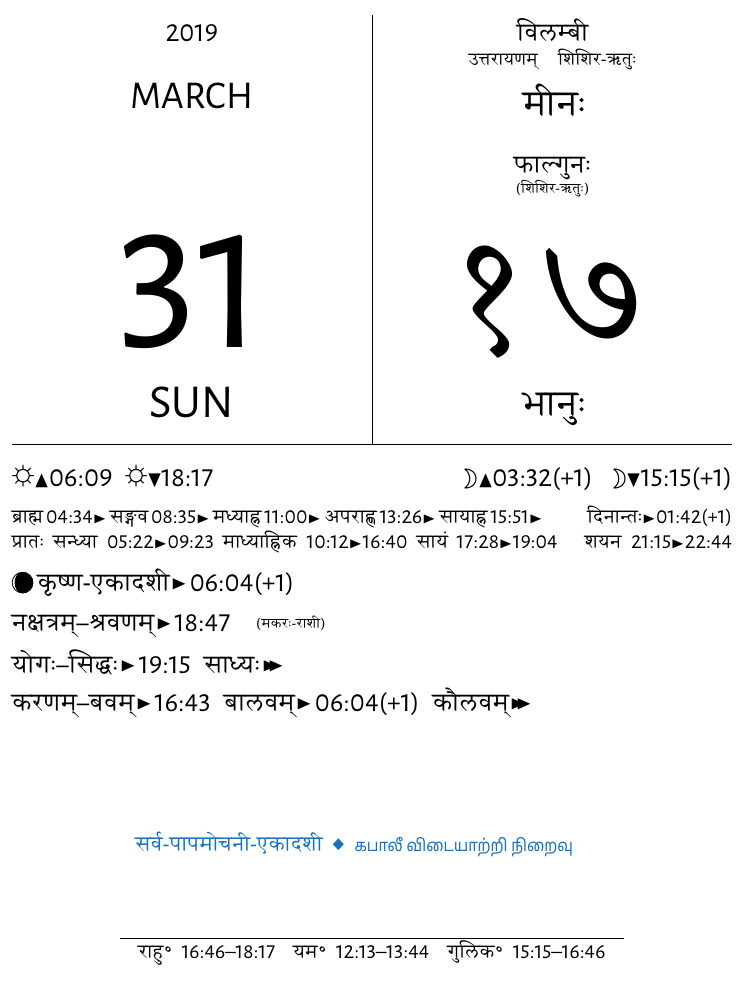 2019
MARCH
31
SUN
विलम्बी
उत्तरायणम् शिशिर-ऋतुः
मीनः
फाल्गुनः
(शिशिर-ऋतुः)
१७
भानुः
☼▲06:09 ☼▼18:17 ☽▲03:32(+1) ☽▼15:15(+1)
ब्राह्म 04:34► सङ्गव 08:35► मध्याह्न 11:00► अपराह्ण 13:26► सायाह्न 15:51► दिनान्तः►01:42(+1)
प्रातः सन्ध्या 05:22►09:23 माध्याह्निक 10:12►16:40 सायं 17:28►19:04 शयन 21:15►22:44
कृष्ण-एकादशी► 06:04(+1)
नक्षत्रम्–श्रवणम्►18:47 (मकरः-राशी)
योगः–सिद्धः►19:15 साध्यः►►
करणम्–बवम्►16:43 बालवम्► 06:04(+1) कौलवम्►►
सर्व-पापमोचनी-एकादशी ◆ கபாலீ விடையாற்றி நிறைவு
राहु॰ 16:46–18:17 यम॰ 12:13–13:44 गुलिक॰ 15:15–16:46